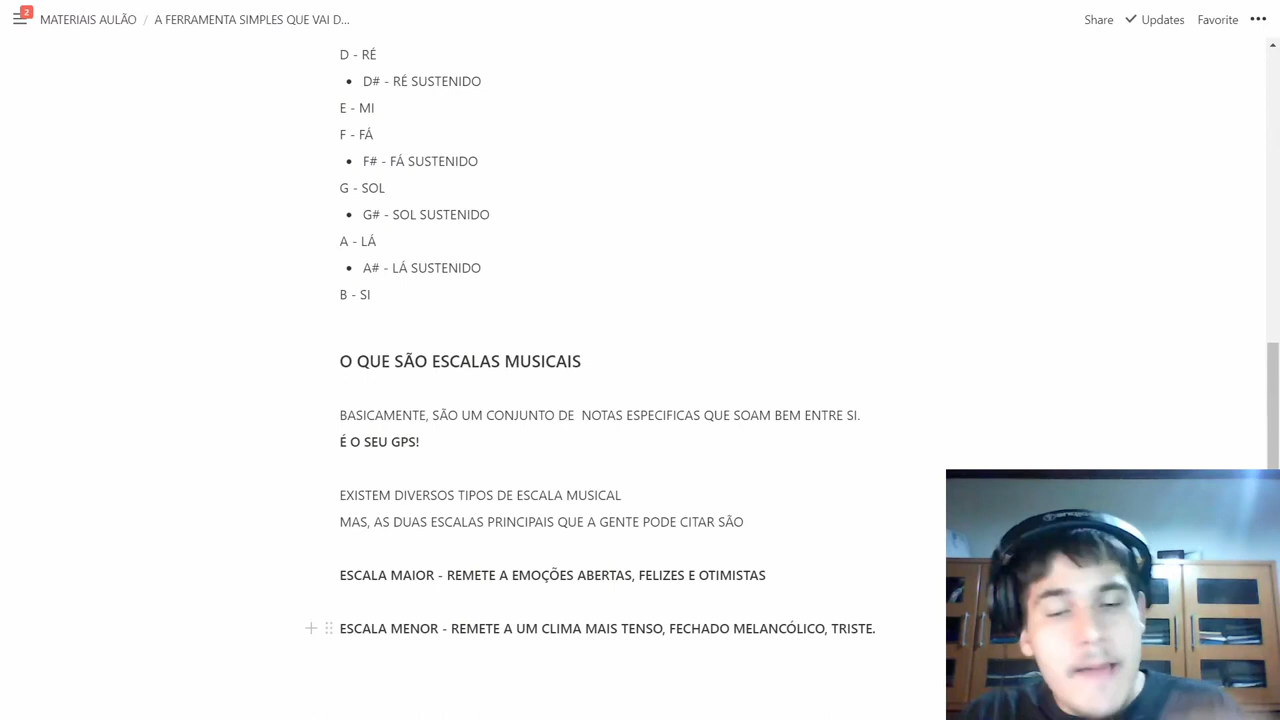 2
MATERIAIS AULÃO / A FERRAMENTA SIMPLES QUE VAI D...
Share ✓ Updates Favorite •••
D - RÉ
• D# - RÉ SUSTENIDO
E - MI
F - FÁ
• F# - FÁ SUSTENIDO
G - SOL
• G# - SOL SUSTENIDO
A - LÁ
• A# - LÁ SUSTENIDO
B - SI
O QUE SÃO ESCALAS MUSICAIS
BASICAMENTE, SÃO UM CONJUNTO DE  NOTAS ESPECIFICAS QUE SOAM BEM ENTRE SI.
É O SEU GPS!
EXISTEM DIVERSOS TIPOS DE ESCALA MUSICAL
MAS, AS DUAS ESCALAS PRINCIPAIS QUE A GENTE PODE CITAR SÃO
ESCALA MAIOR - REMETE A EMOÇÕES ABERTAS, FELIZES E OTIMISTAS
ESCALA MENOR - REMETE A UM CLIMA MAIS TENSO, FECHADO MELANCÓLICO, TRISTE.